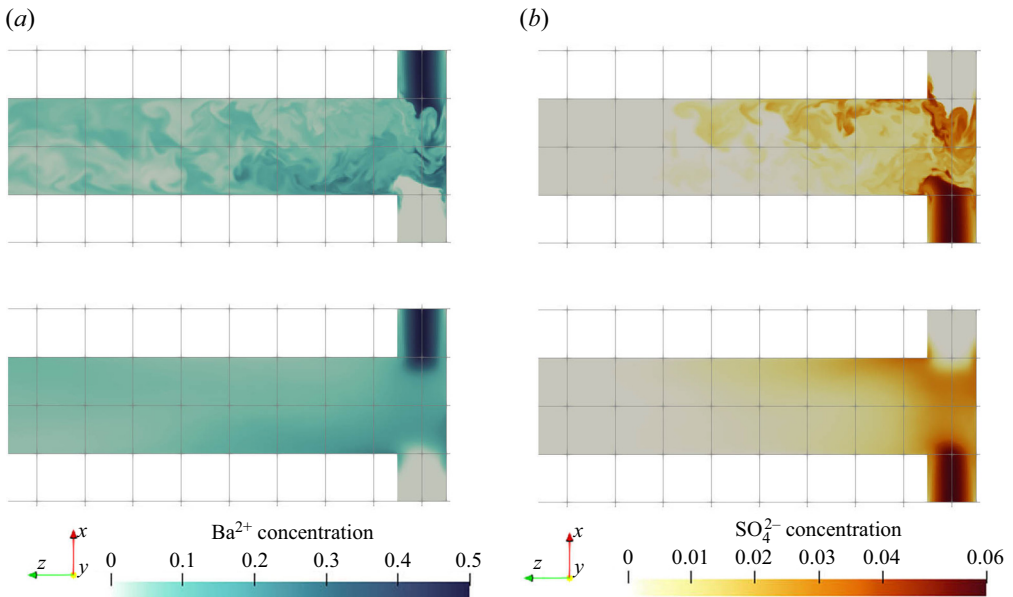 (a)
(b)
x
z
y
Ba²⁺ concentration
0 0.1 0.2 0.3 0.4 0.5
x
z
y
SO₄²⁻ concentration
0 0.01 0.02 0.03 0.04 0.06